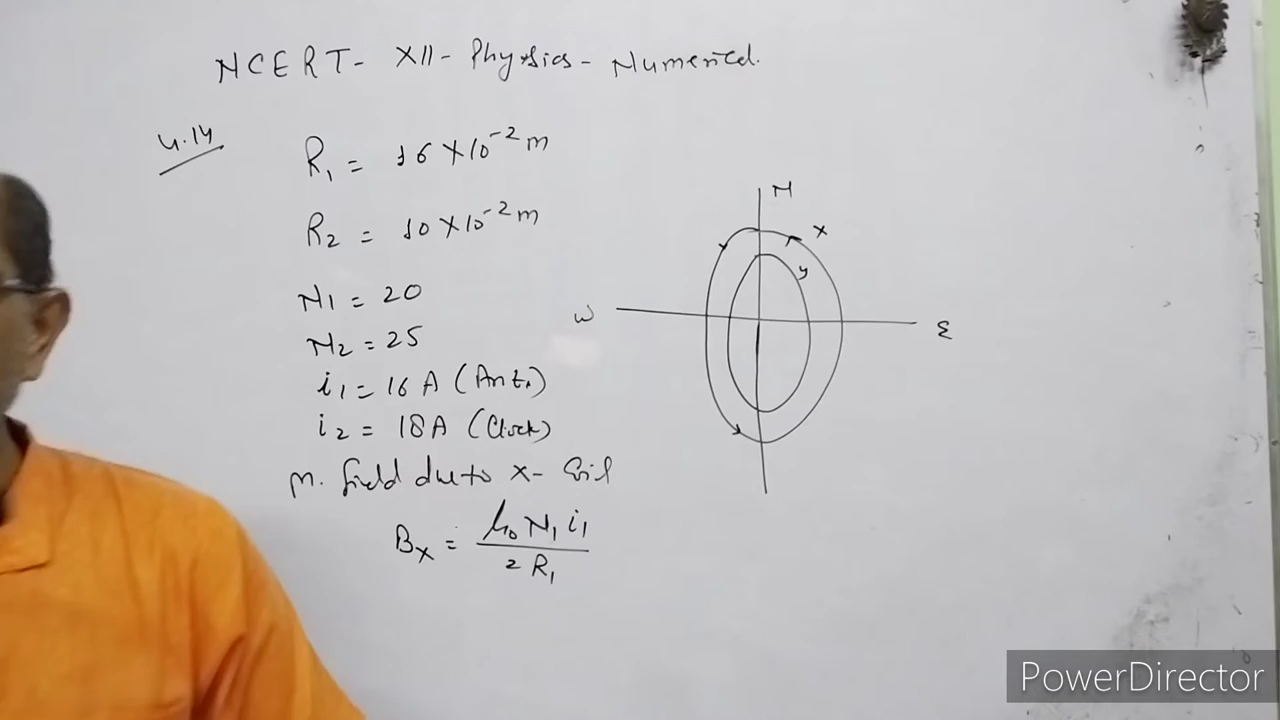 NCERT- XII- Physics- Numerical.
4.14
R₁ = 16 X 10⁻² m
R₂ = 10 X 10⁻² m
N₁ = 20
N₂ = 25
i₁ = 16 A (Anti)
i₂ = 18A (Clock)
m. field due to x- Coil
Bx = μ₀ N₁ i₁ / 2 R₁
N
x
y
W
E
PowerDirector